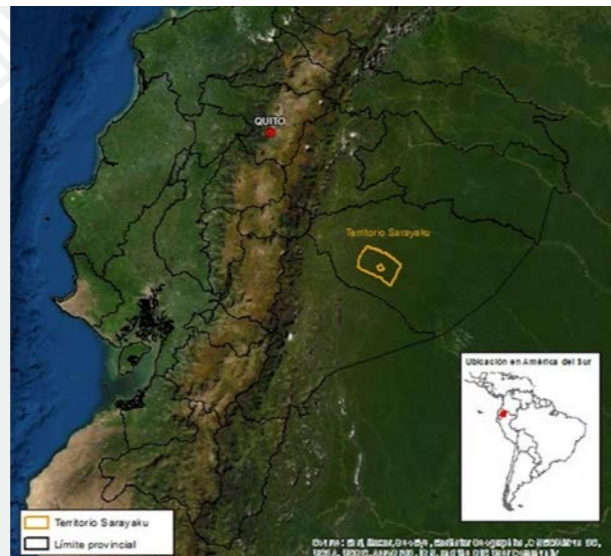 QUITO
Territorio Sarayaku
Ubicación en América del Sur
Territorio Sarayaku
Límite provincial